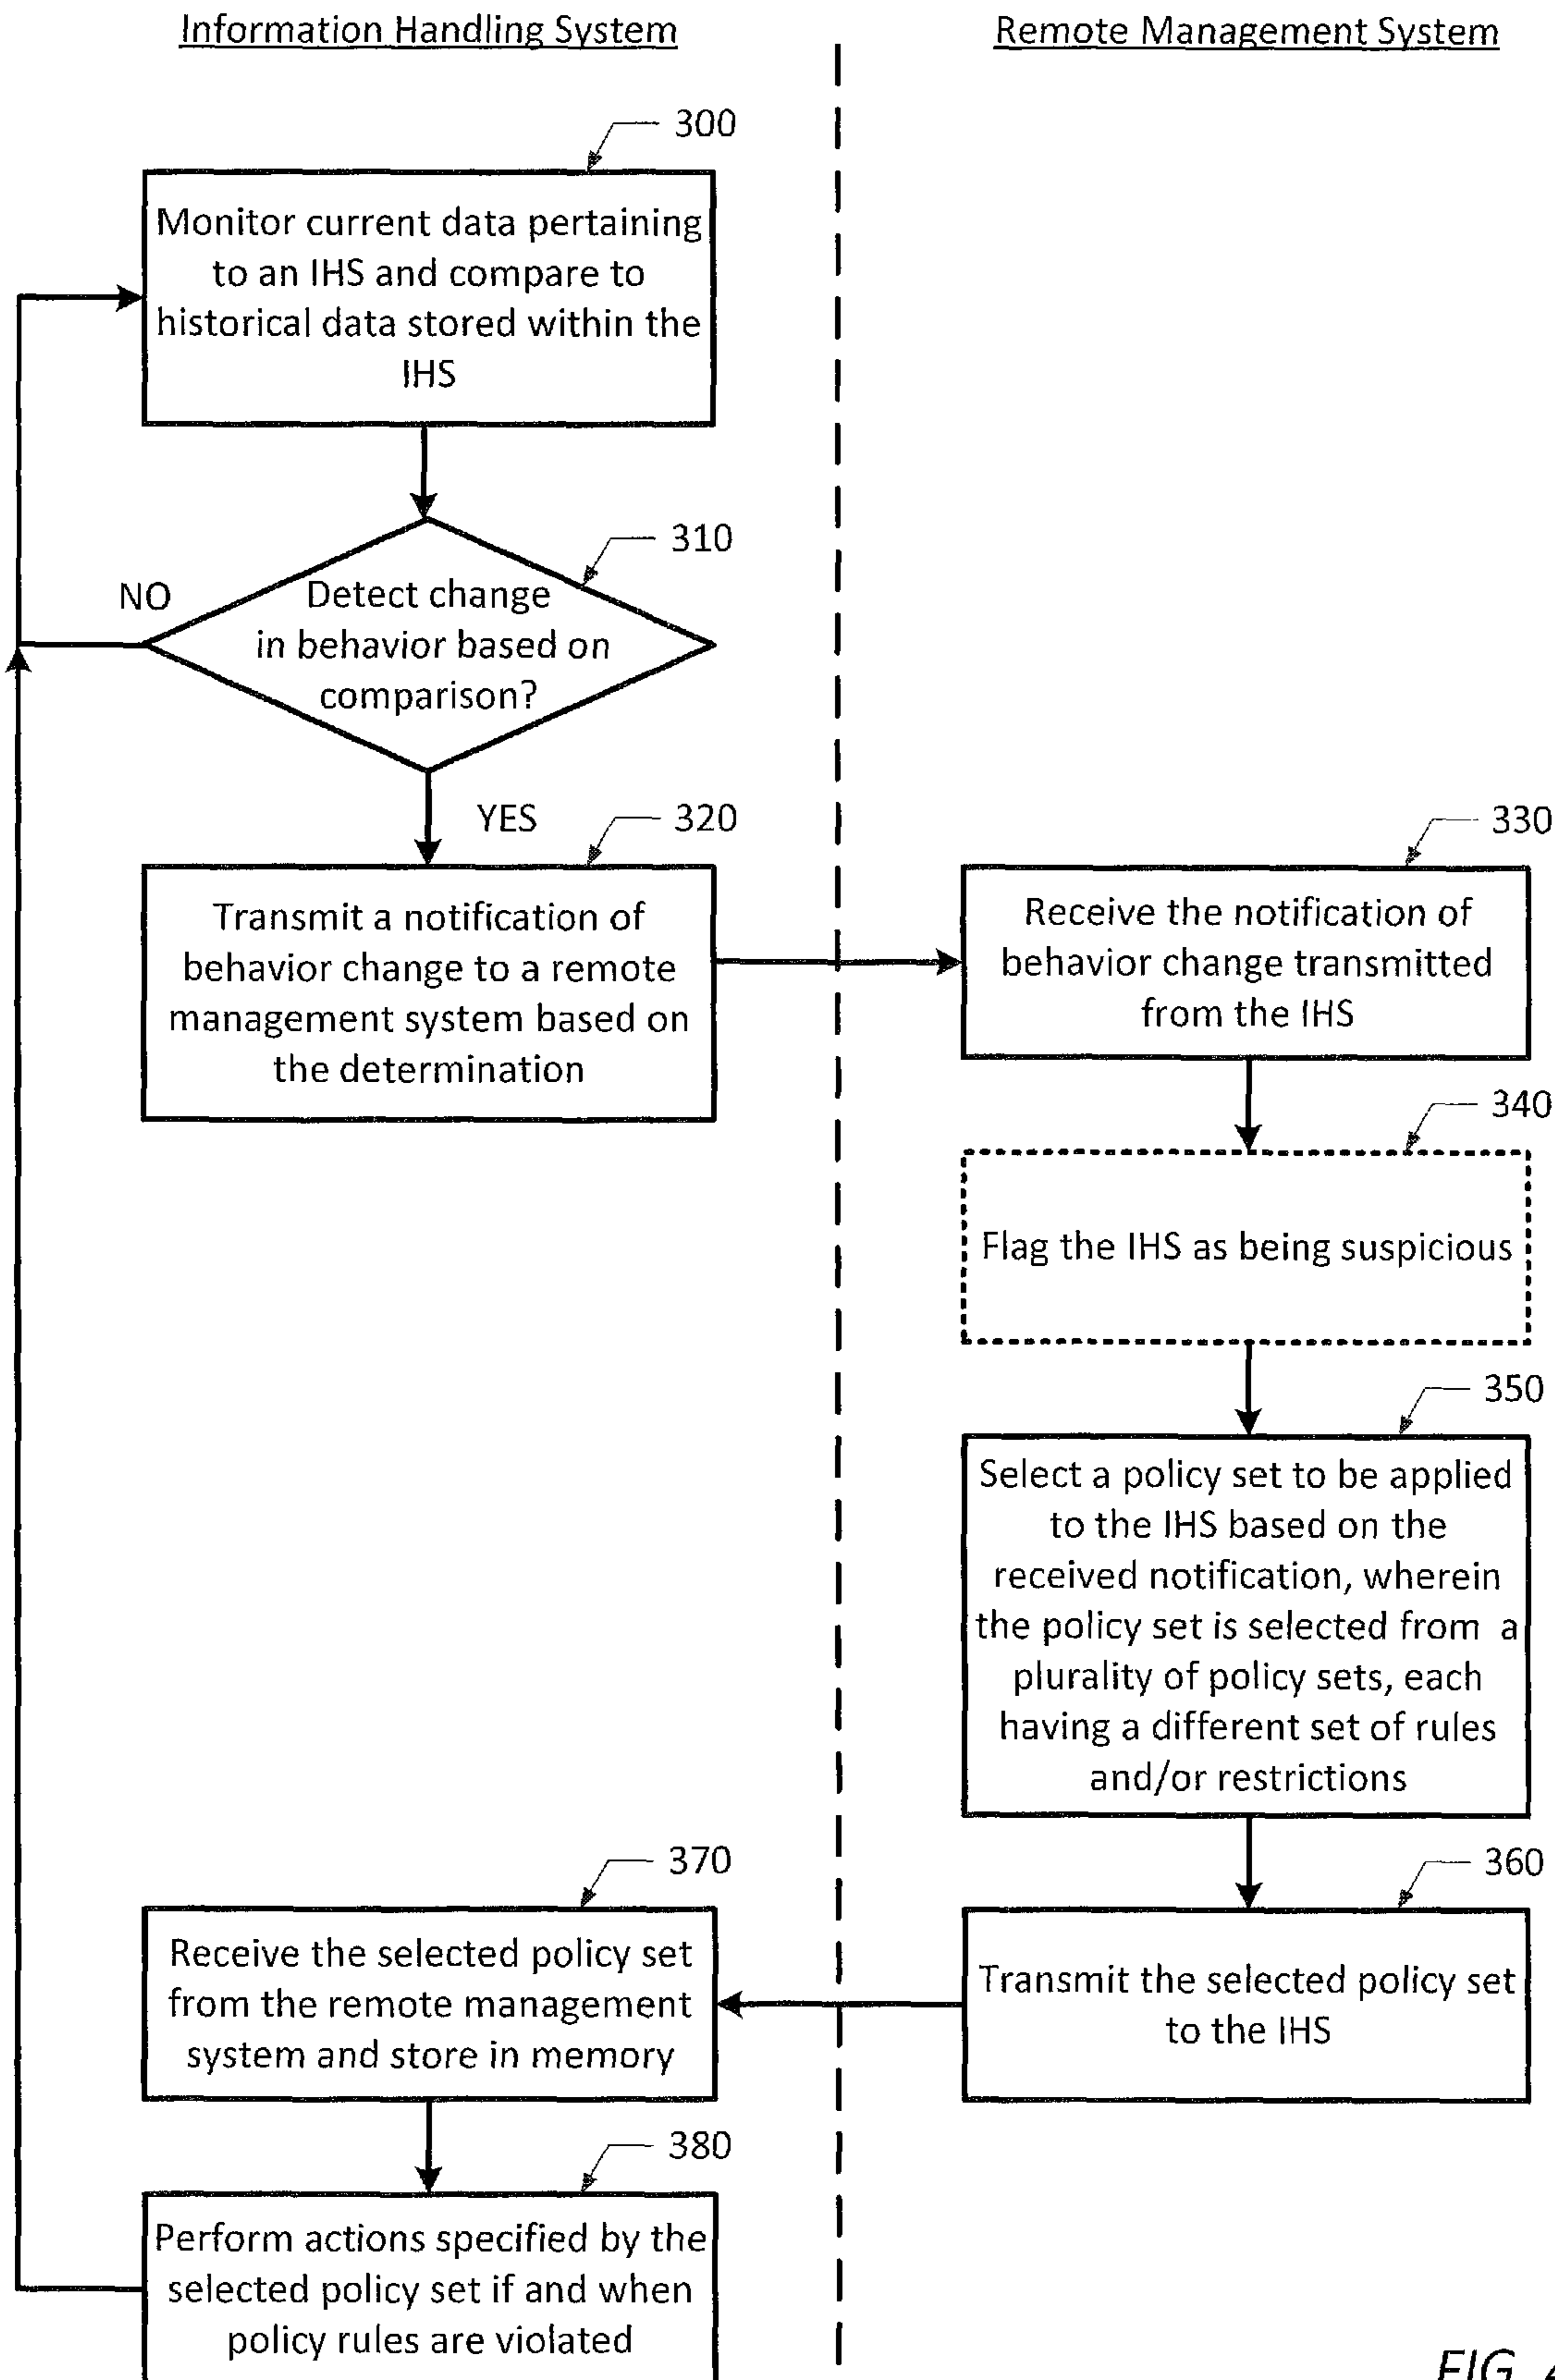 Information Handling System
Remote Management System
300
Monitor current data pertaining
to an IHS and compare to
historical data stored within the
IHS
310
NO
Detect change
in behavior based on
comparison?
YES
320
Transmit a notification of
behavior change to a remote
management system based on
the determination
330
Receive the notification of
behavior change transmitted
from the IHS
340
Flag the IHS as being suspicious
350
Select a policy set to be applied
to the IHS based on the
received notification, wherein
the policy set is selected from a
plurality of policy sets, each
having a different set of rules
and/or restrictions
360
Transmit the selected policy set
to the IHS
370
Receive the selected policy set
from the remote management
system and store in memory
380
Perform actions specified by the
selected policy set if and when
policy rules are violated
FIG.